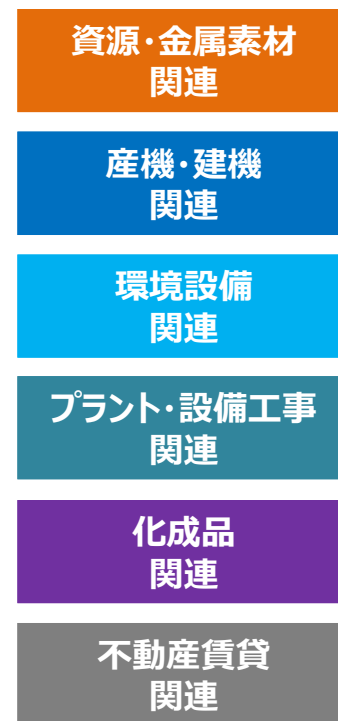 資源・金属素材
関連
産機・建機
関連
環境設備
関連
プラント・設備工事
関連
化成品
関連
不動産賃貸
関連